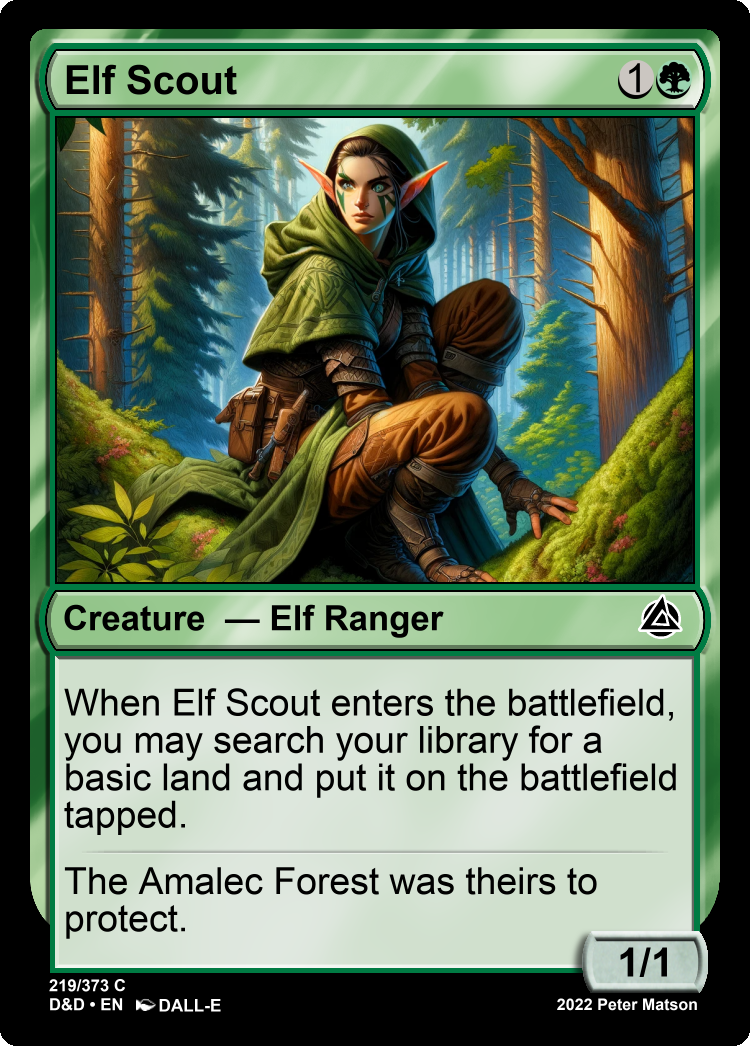 Elf Scout 1
Creature — Elf Ranger
When Elf Scout enters the battlefield,
you may search your library for a
basic land and put it on the battlefield
tapped.
The Amalec Forest was theirs to
protect.
1/1
219/373 C
D&D • EN DALL-E
2022 Peter Matson